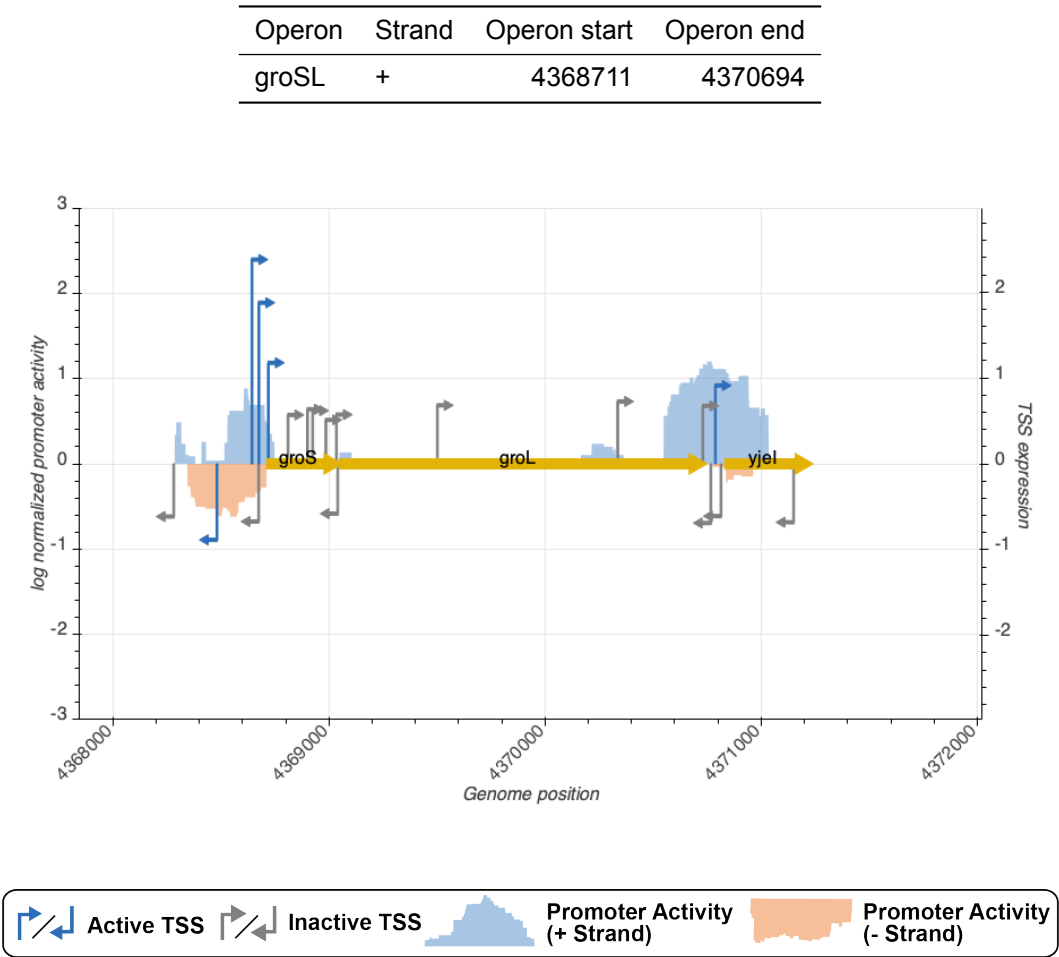 Operon Strand Operon start Operon end
groSL + 4368711 4370694
3
2
1
0
-1
-2
-3
log normalized promoter activity
groS groL yjeI
2
1
0
-1
-2
TSS expression
4368000 4369000 4370000 4371000 4372000
Genome position
Active TSS
Inactive TSS
Promoter Activity
(+ Strand)
Promoter Activity
(- Strand)